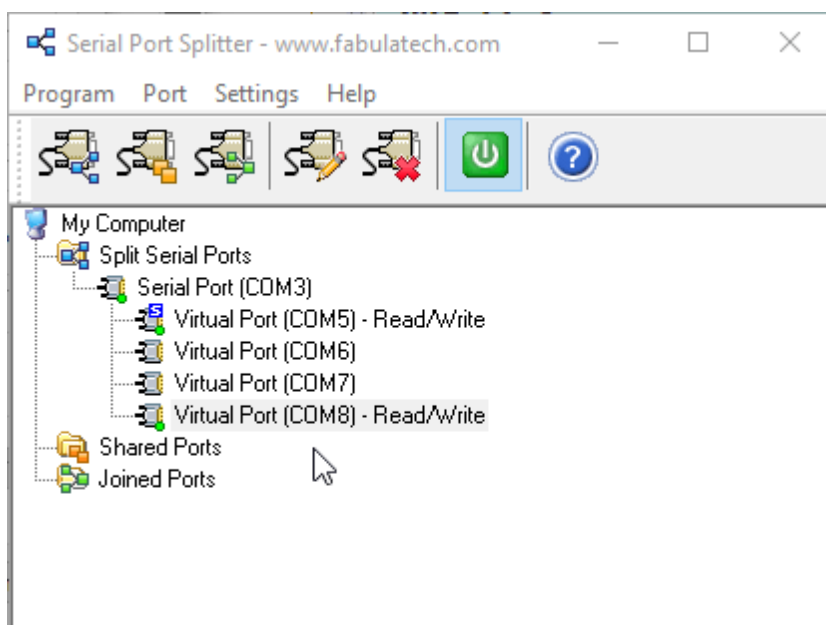 Serial Port Splitter - www.fabulatech.com
Program Port Settings Help
My Computer
Split Serial Ports
Serial Port (COM3)
S
Virtual Port (COM5) - Read/Write
Virtual Port (COM6)
Virtual Port (COM7)
Virtual Port (COM8) - Read/Write
Shared Ports
Joined Ports